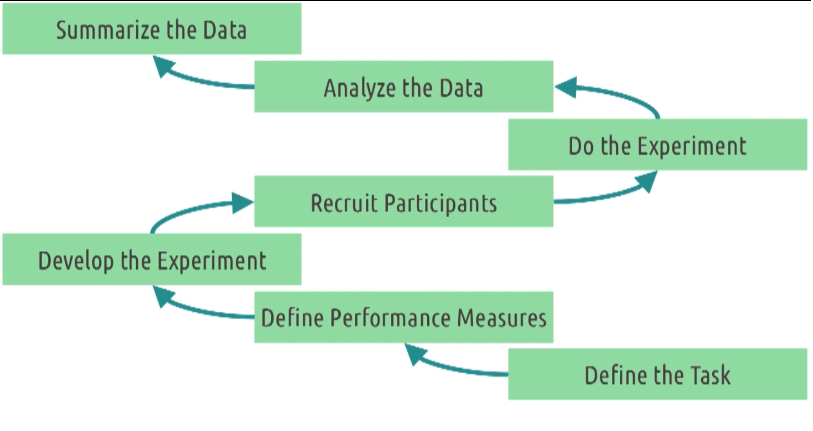 Summarize the Data
Analyze the Data
Do the Experiment
Recruit Participants
Develop the Experiment
Define Performance Measures
Define the Task